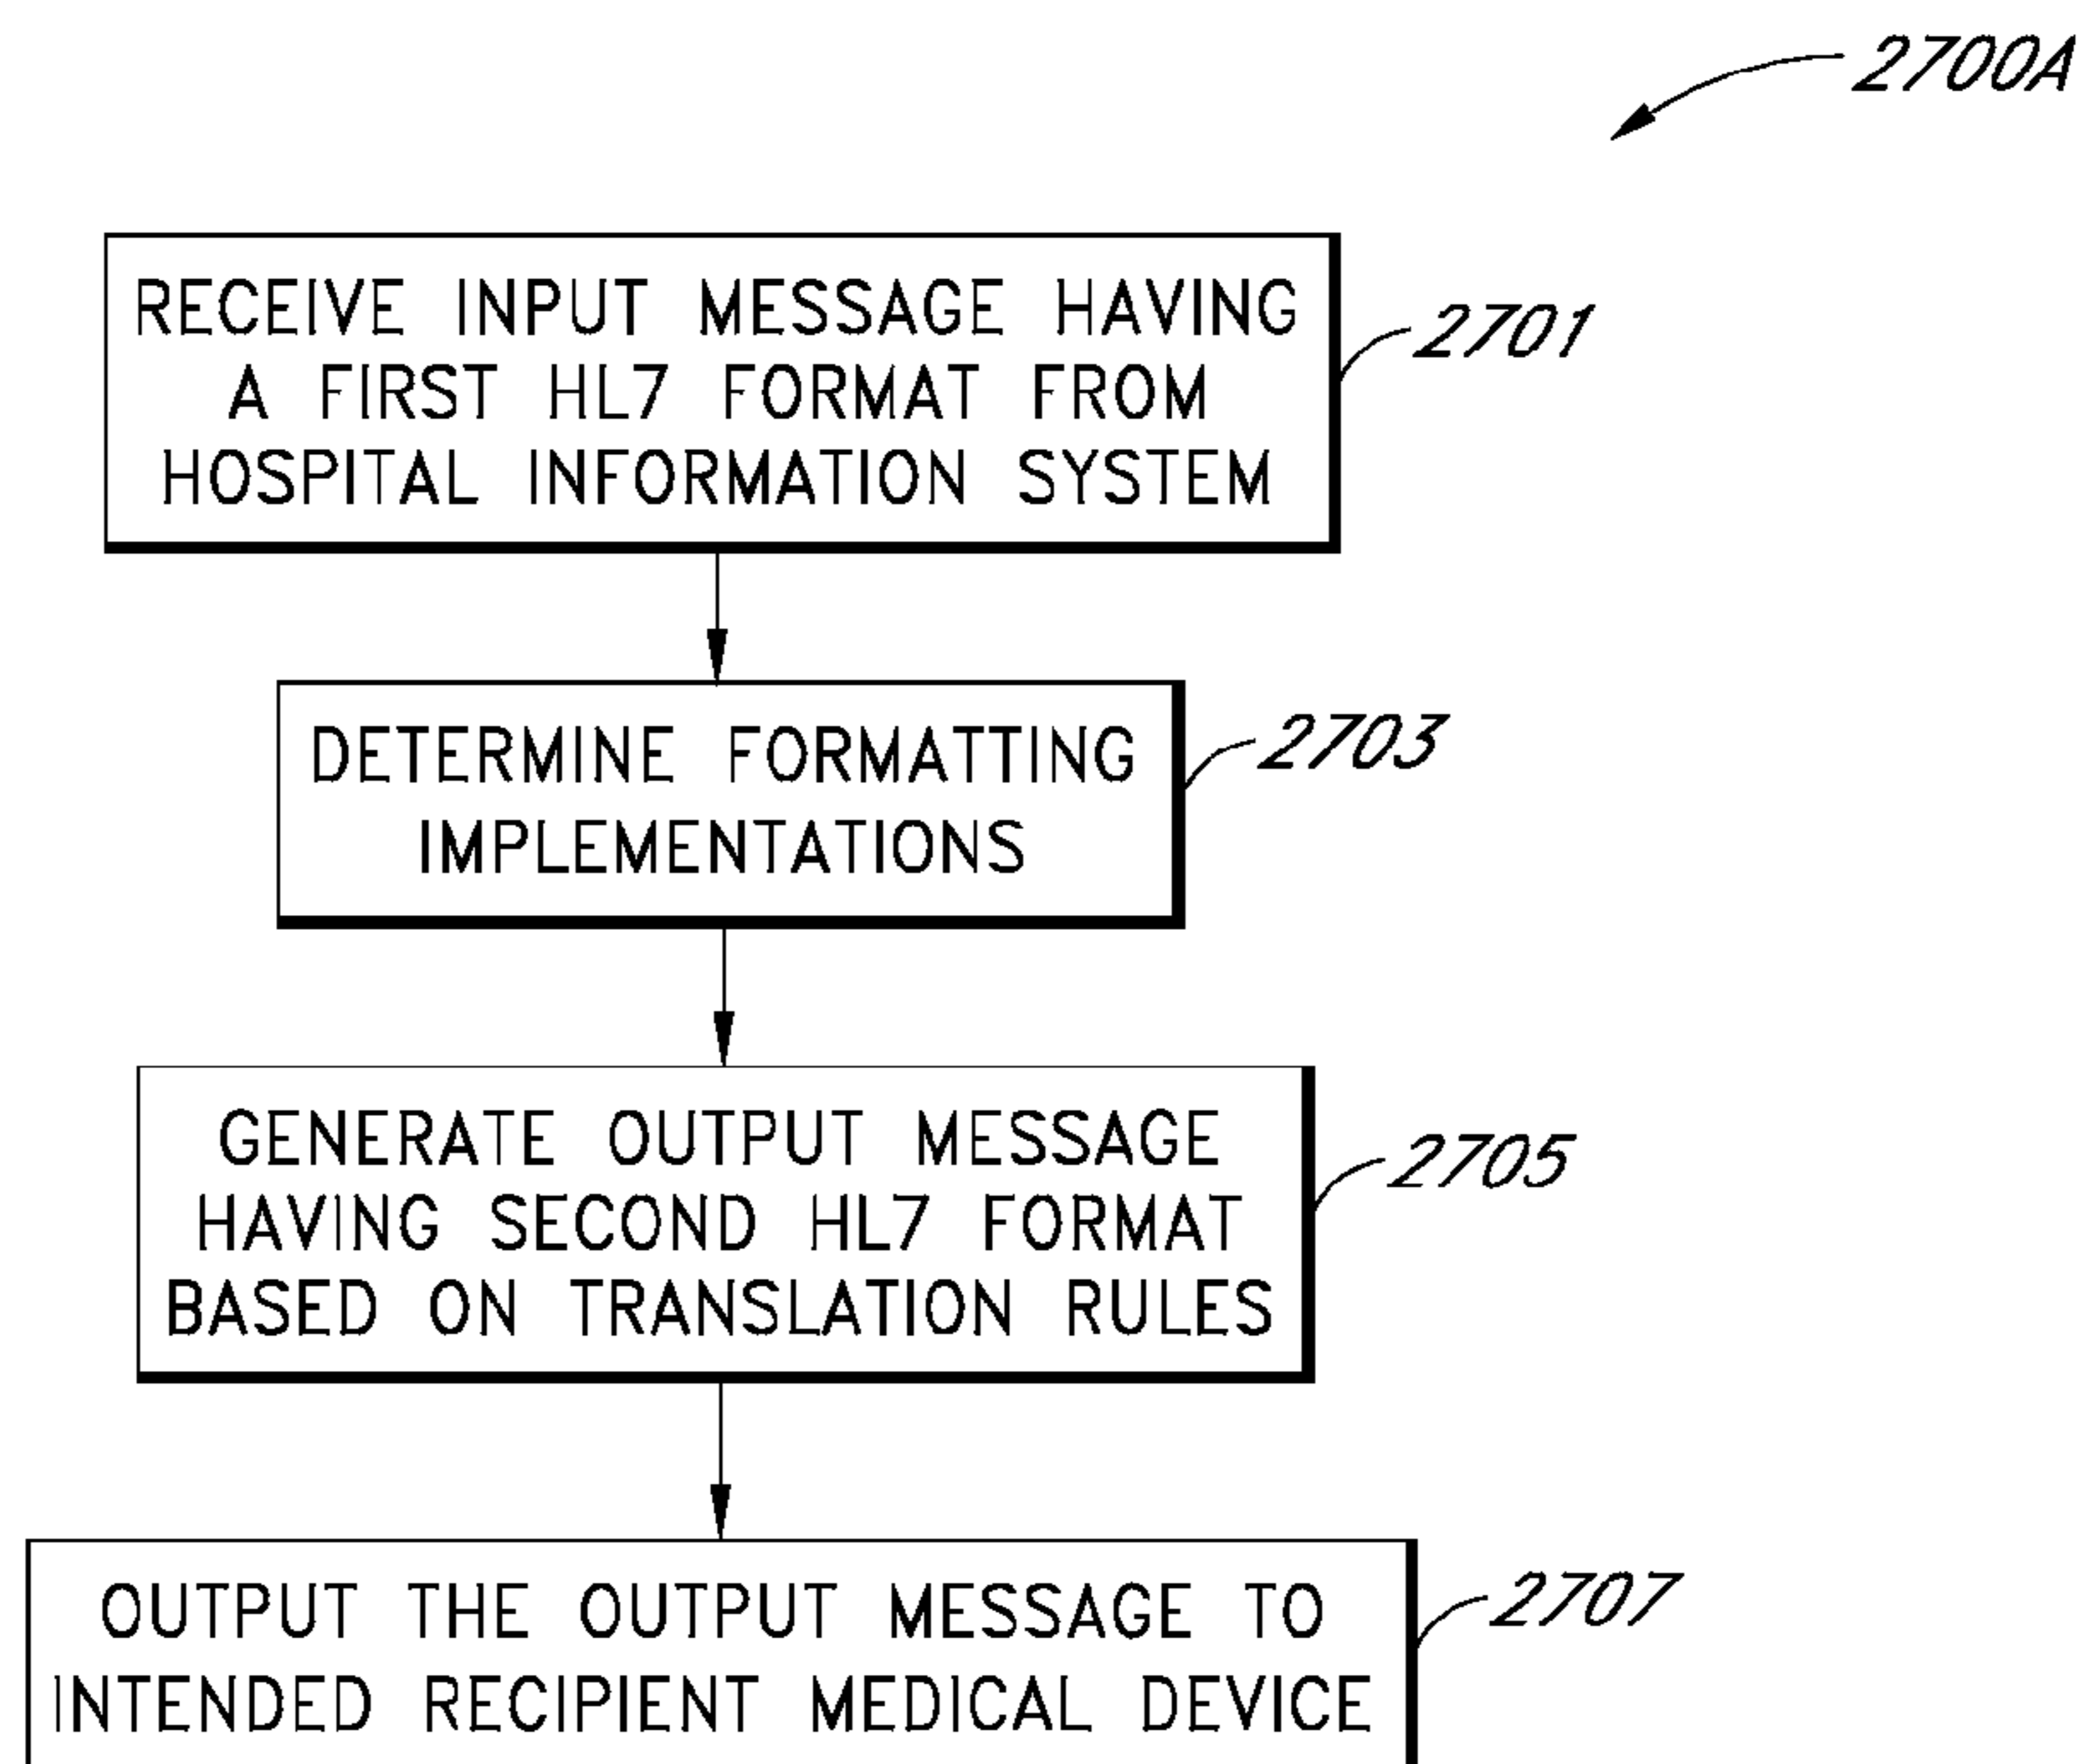 2700A
RECEIVE INPUT MESSAGE HAVING
A FIRST HL7 FORMAT FROM
HOSPITAL INFORMATION SYSTEM
2701
DETERMINE FORMATTING
IMPLEMENTATIONS
2703
GENERATE OUTPUT MESSAGE
HAVING SECOND HL7 FORMAT
BASED ON TRANSLATION RULES
2705
OUTPUT THE OUTPUT MESSAGE TO
INTENDED RECIPIENT MEDICAL DEVICE
2707